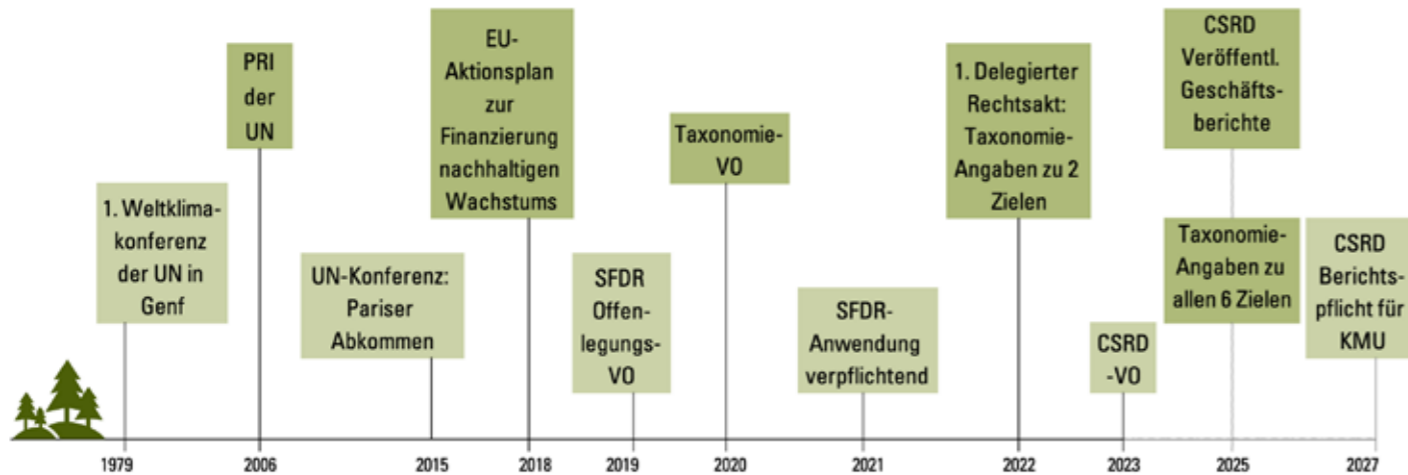 1. Weltklima-
konferenz
der UN in
Genf
PRI
der
UN
UN-Konferenz:
Pariser
Abkommen
EU-
Aktionsplan
zur
Finanzierung
nachhaltigen
Wachstums
SFDR
Offen-
legungs-
VO
Taxonomie-
VO
SFDR-
Anwendung
verpflichtend
1. Delegierter
Rechtsakt:
Taxonomie-
Angaben zu 2
Zielen
CSRD
-VO
CSRD
Veröffentl.
Geschäfts-
berichte
Taxonomie-
Angaben zu
allen 6 Zielen
CSRD
Berichts-
pflicht für
KMU
1979 2006 2015 2018 2019 2020 2021 2022 2023 2025 2027